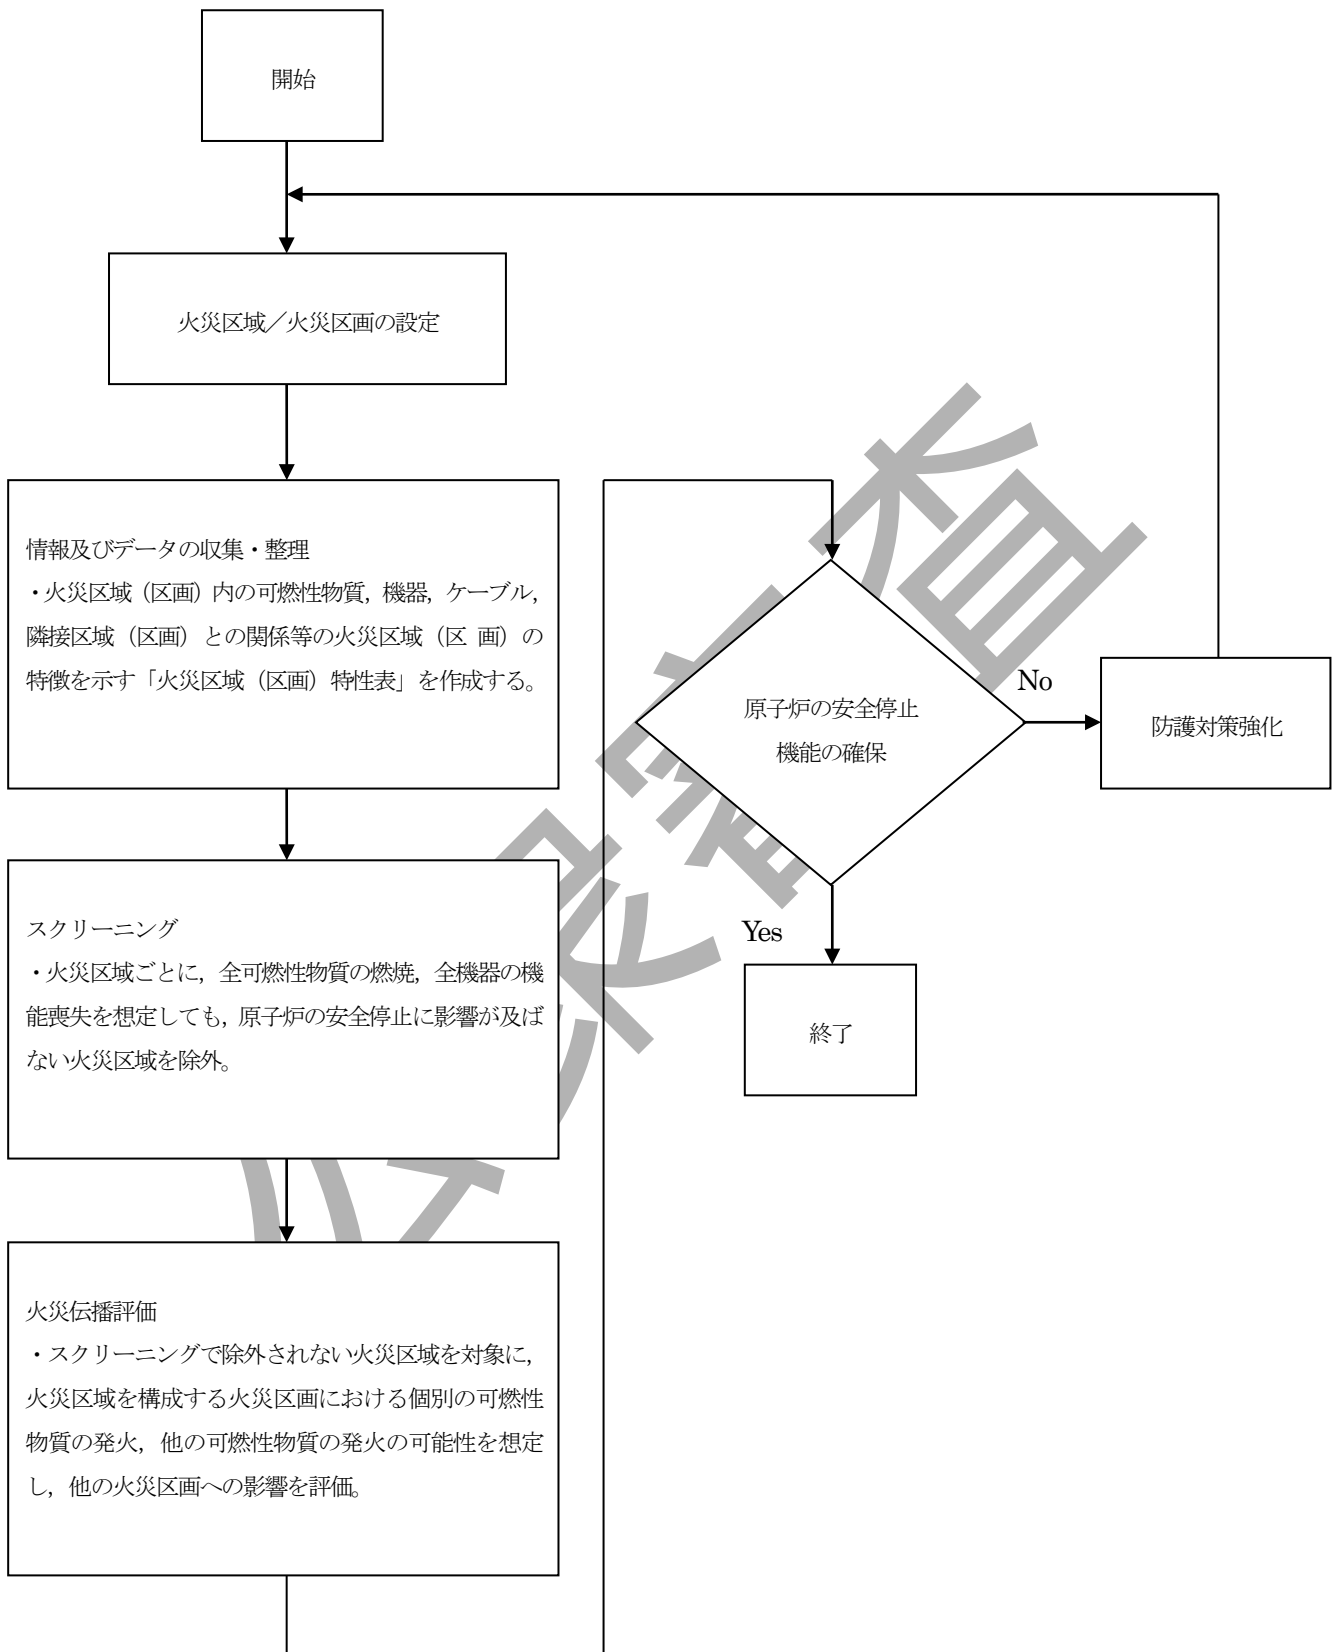 開始
火災区域／火災区画の設定
情報及びデータの収集・整理
・火災区域（区画）内の可燃性物質，機器，ケーブル，
隣接区域（区画）との関係等の火災区域（区 画）の
特徴を示す「火災区域（区画）特性表」を作成する。
スクリーニング
・火災区域ごとに，全可燃性物質の燃焼，全機器の機
能喪失を想定しても，原子炉の安全停止に影響が及ば
ない火災区域を除外。
火災伝播評価
・スクリーニングで除外されない火災区域を対象に，
火災区域を構成する火災区画における個別の可燃性
物質の発火，他の可燃性物質の発火の可能性を想定
し，他の火災区画への影響を評価。
原子炉の安全停止
機能の確保
No
防護対策強化
Yes
終了